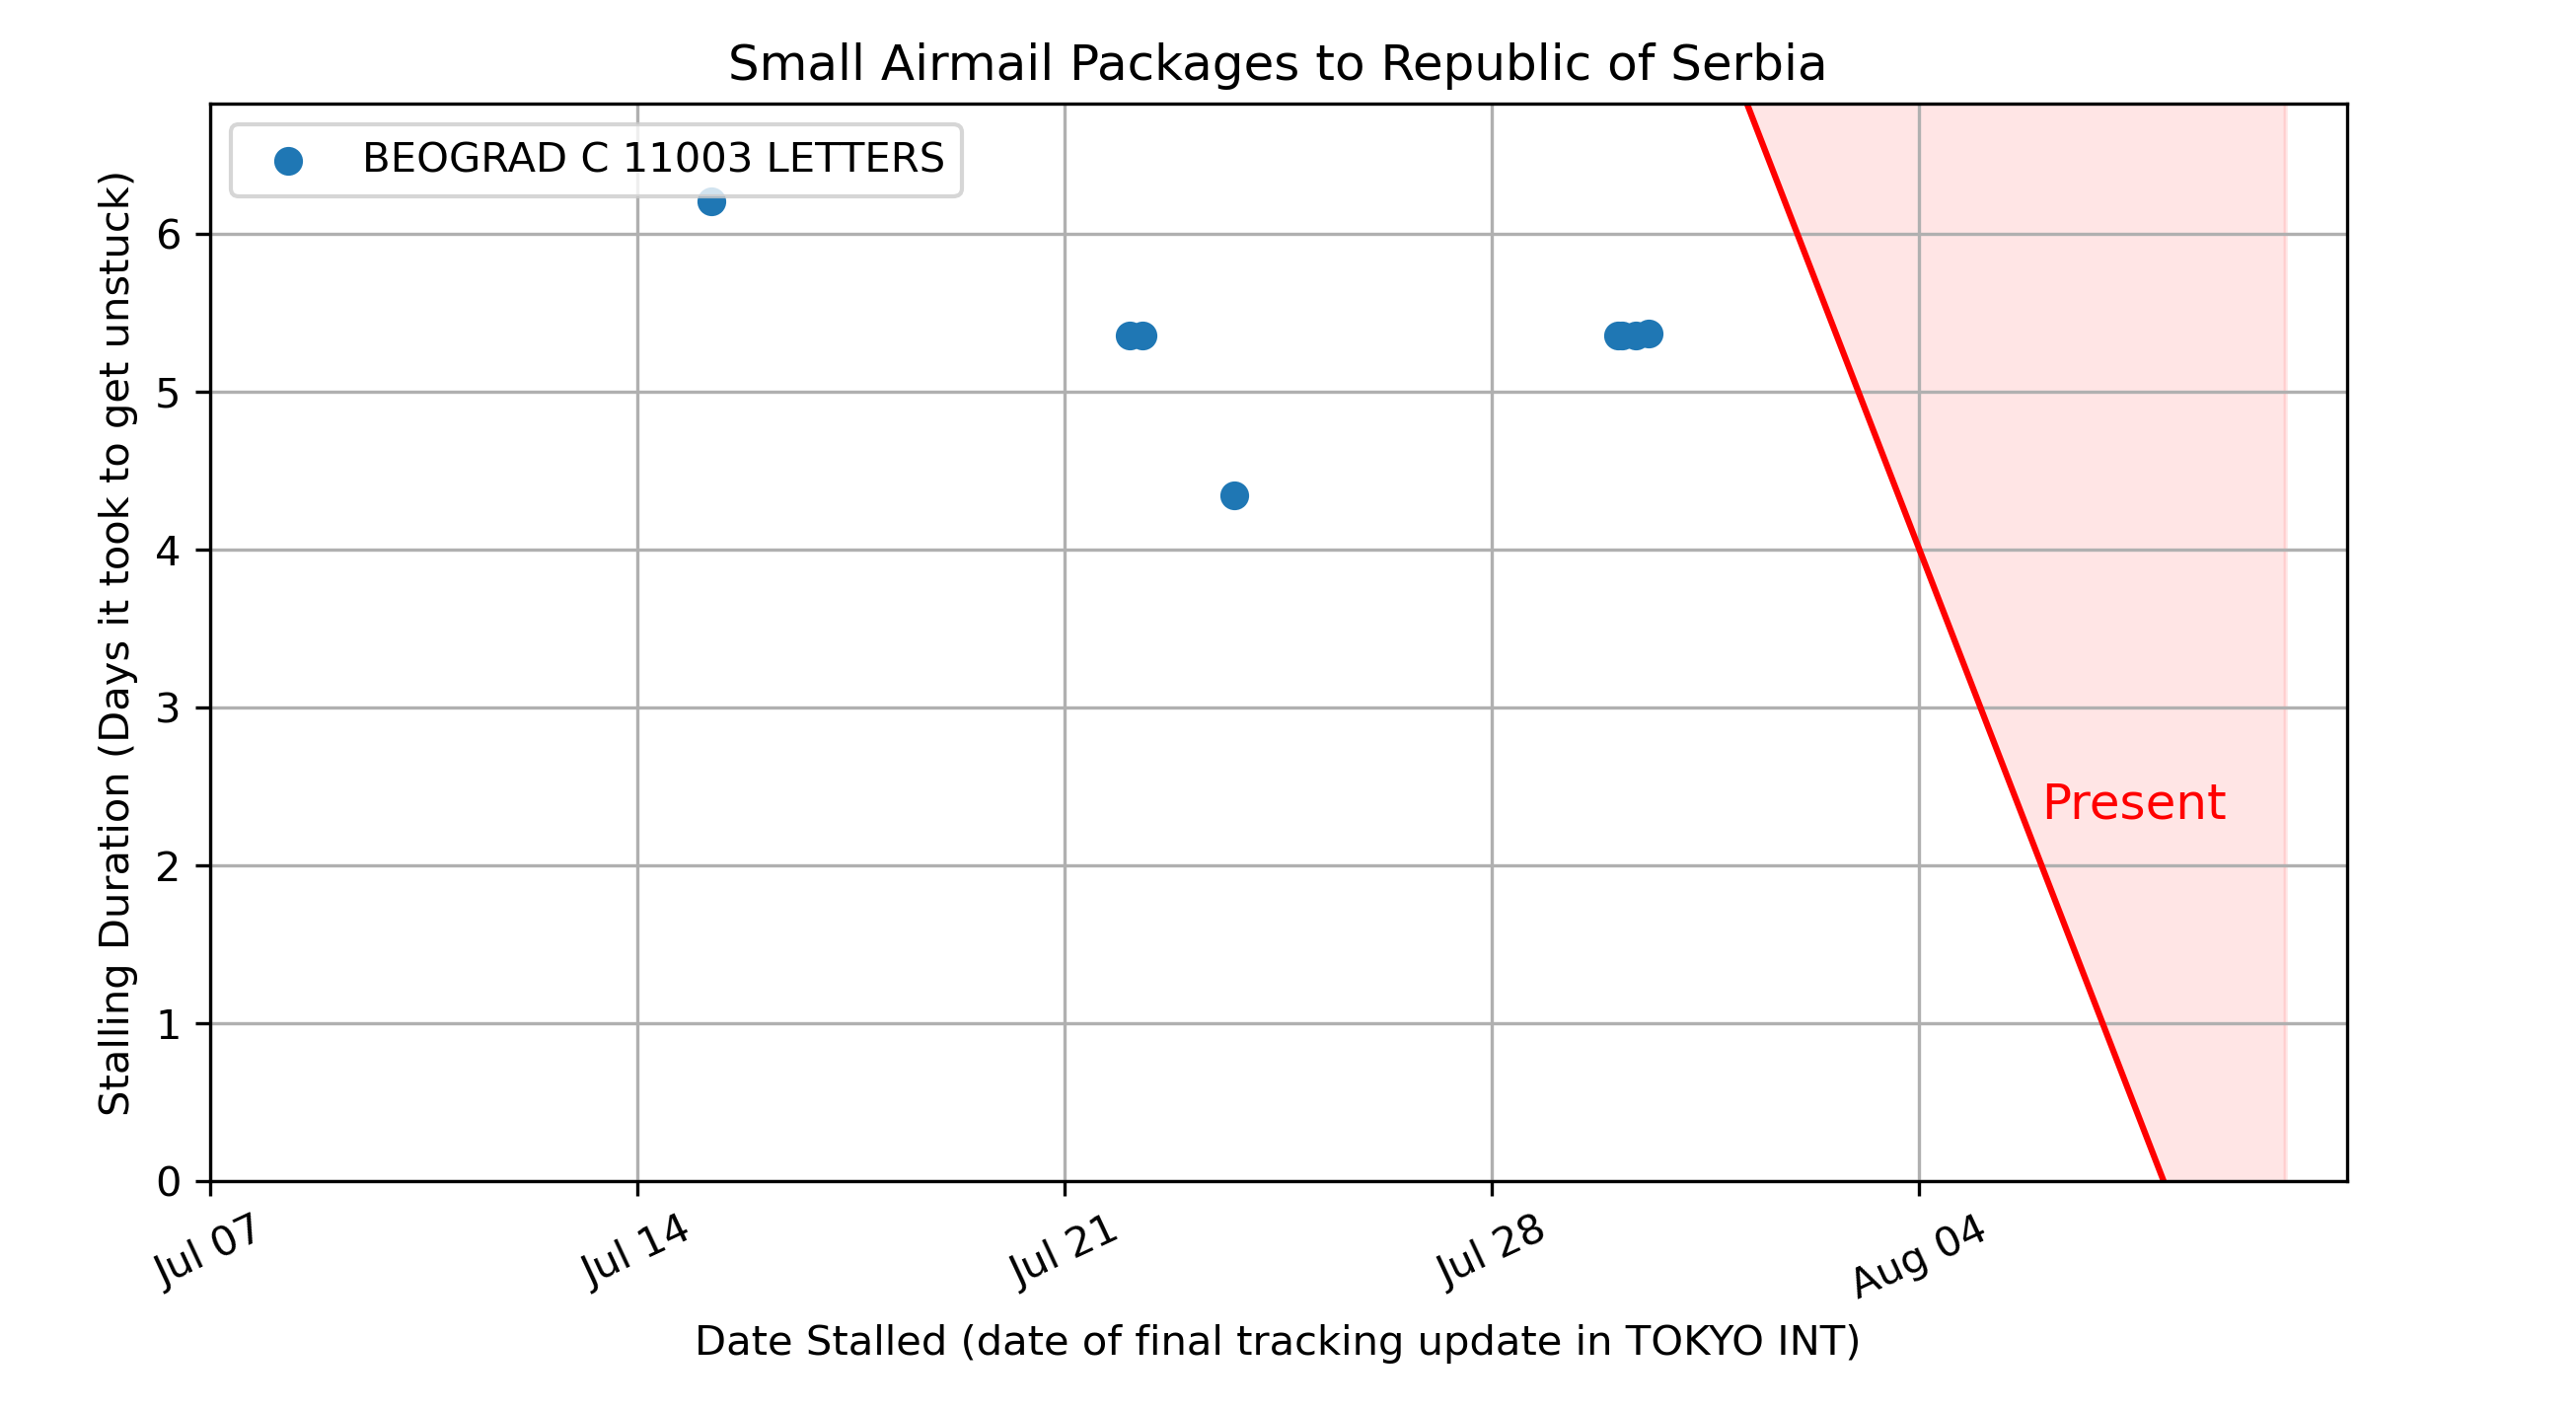 Small Airmail Packages to Republic of Serbia
BEOGRAD C 11003 LETTERS
Stalling Duration (Days it took to get unstuck)
6
5
4
3
2
1
0
Present
Jul 07
Jul 14
Jul 21
Jul 28
Aug 04
Date Stalled (date of final tracking update in TOKYO INT)